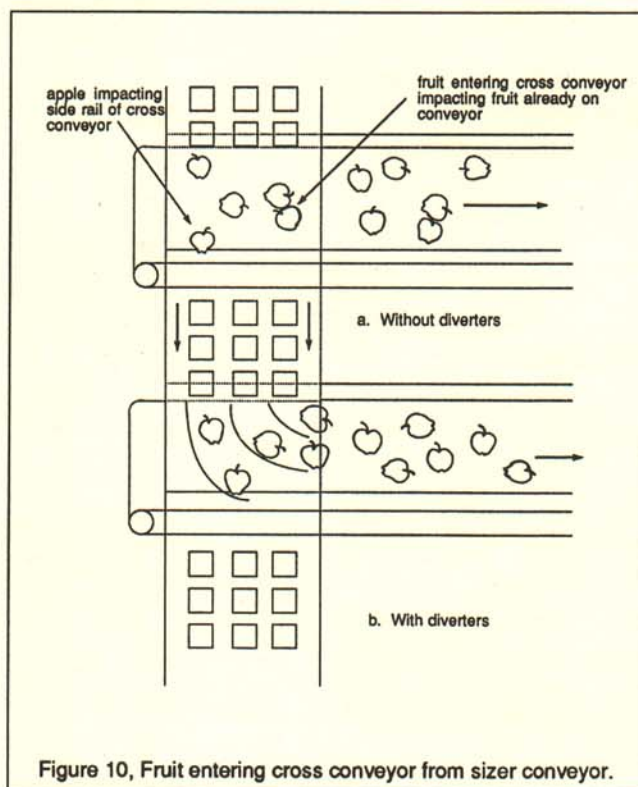 apple impacting
side rail of cross
conveyor
fruit entering cross conveyor
impacting fruit already on
conveyor
a. Without diverters
b. With diverters
Figure 10, Fruit entering cross conveyor from sizer conveyor.